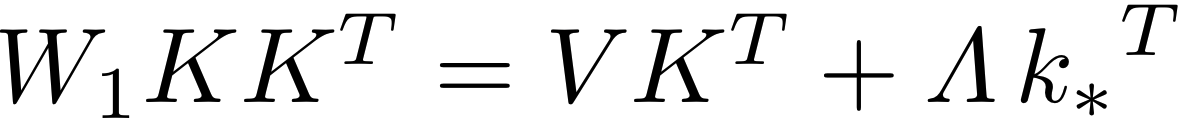 W₁KKᵀ = VKᵀ + Λk∗ᵀ